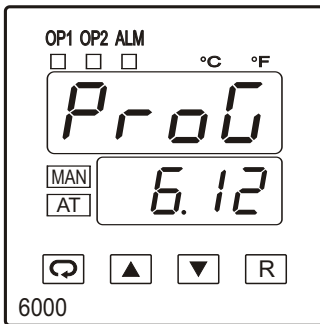 OP1 OP2 ALM
°C °F
ProG
MAN
6.12
AT
R
6000